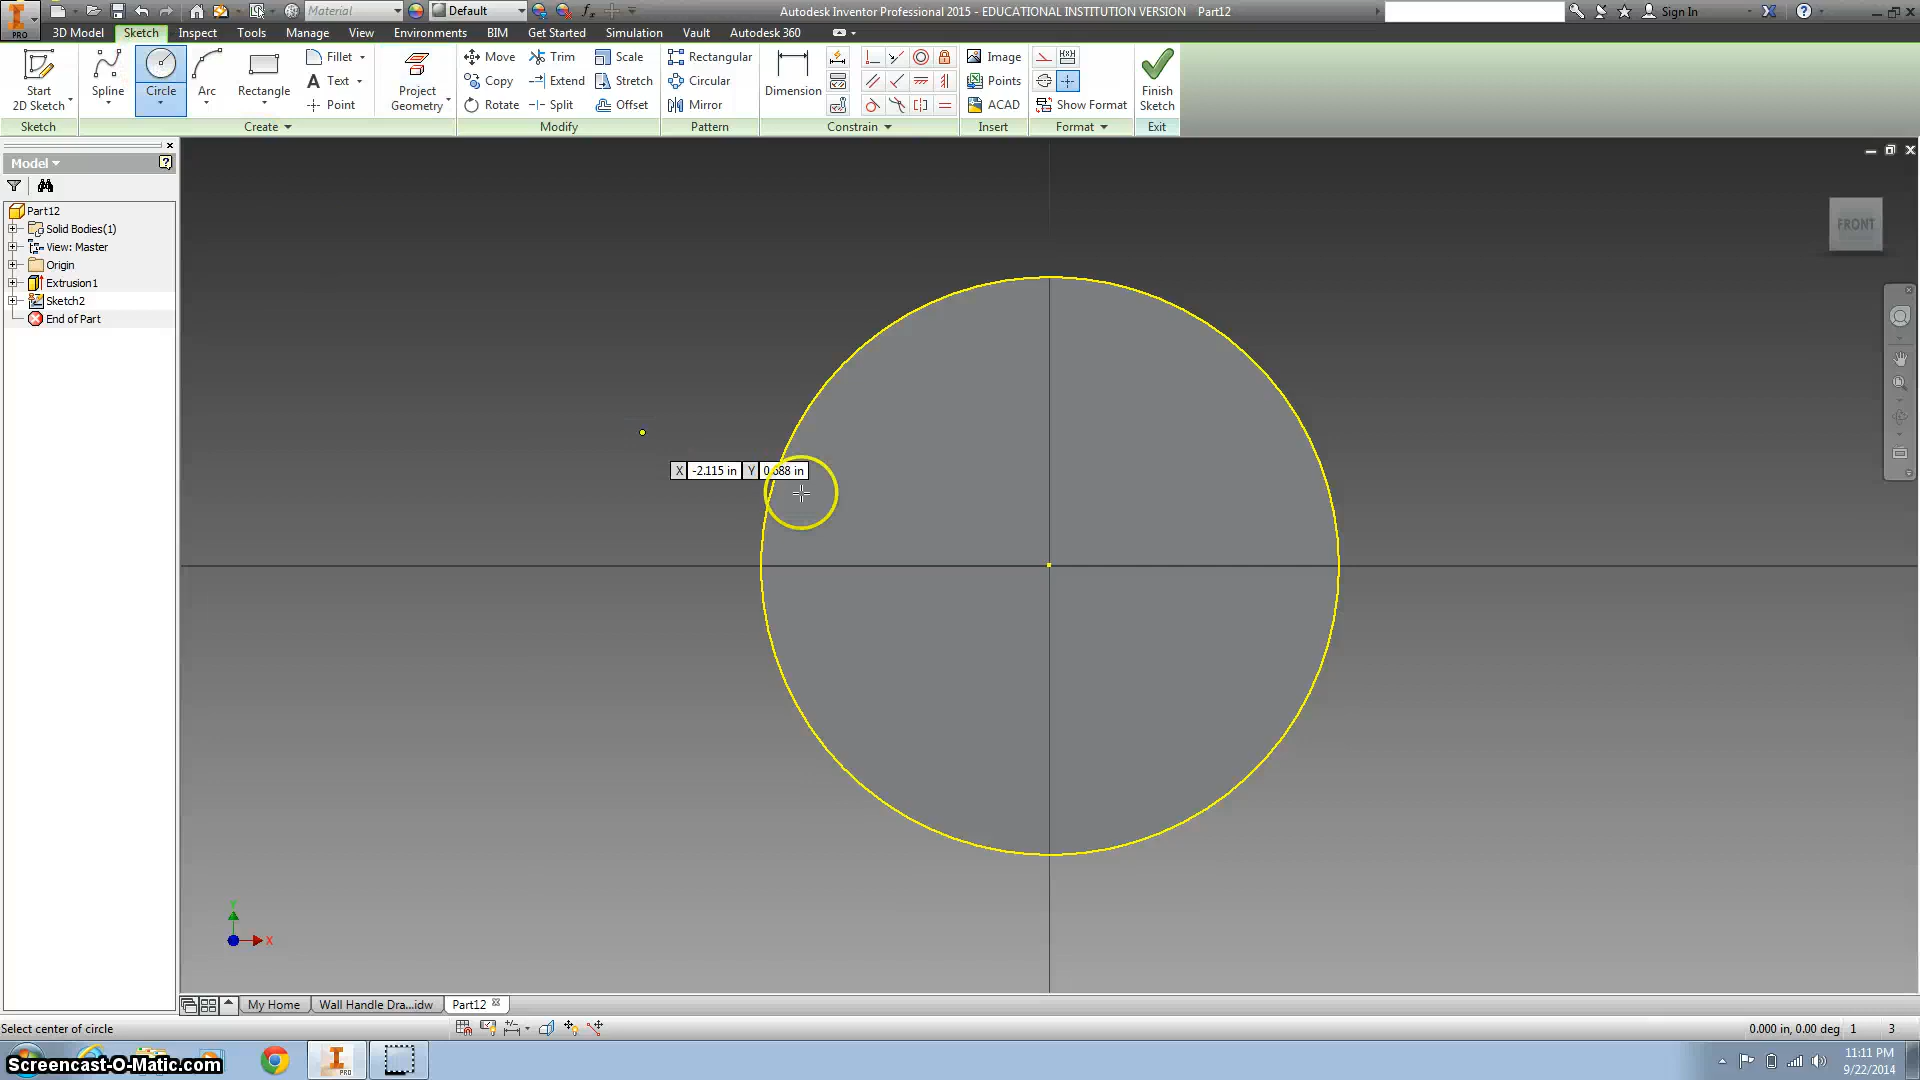 Material
Default
Autodesk Inventor Professional 2015 - EDUCATIONAL INSTITUTION VERSION Part12
Sign In
PRO
3D Model Sketch Inspect Tools Manage View Environments BIM Get Started Simulation Vault Autodesk 360
Start 2D Sketch
Spline
Circle
Arc
Rectangle
Fillet
Text
Point
Project Geometry
Move
Copy
Rotate
Trim
Extend
Split
Scale
Stretch
Offset
Rectangular
Circular
Mirror
Dimension
Image
Points
ACAD
Show Format
Finish Sketch
Sketch Create Modify Pattern Constrain Insert Format Exit
Model
Part12
Solid Bodies(1)
View: Master
Origin
Extrusion1
Sketch2
End of Part
FRONT
X -2.115 in Y 0.688 in
Y
X
My Home Wall Handle Dra...idw Part12
Select center of circle
0.000 in, 0.00 deg 1 3
Screencast-O-Matic.com
PRO
11:11 PM
9/22/2014